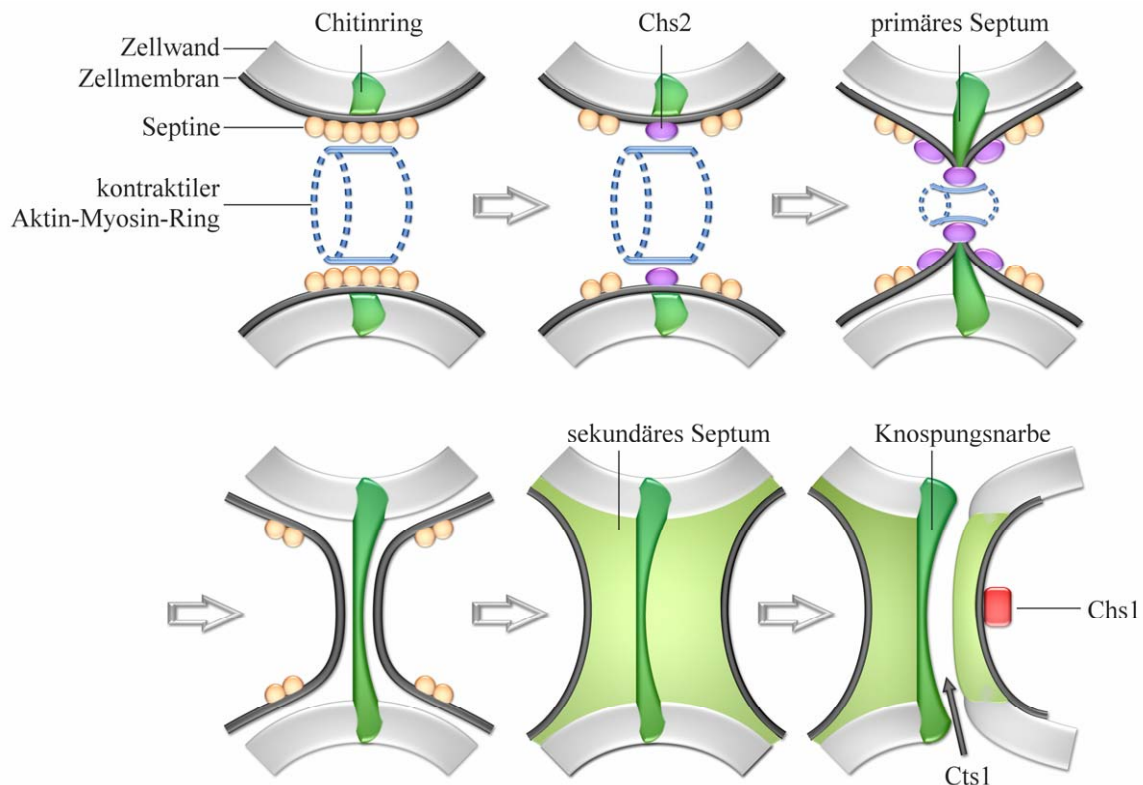 Chitinring
Chs2
primäres Septum
Zellwand
Zellmembran
Septine
kontraktiler
Aktin-Myosin-Ring
sekundäres Septum
Knospungsnarbe
Chs1
Cts1